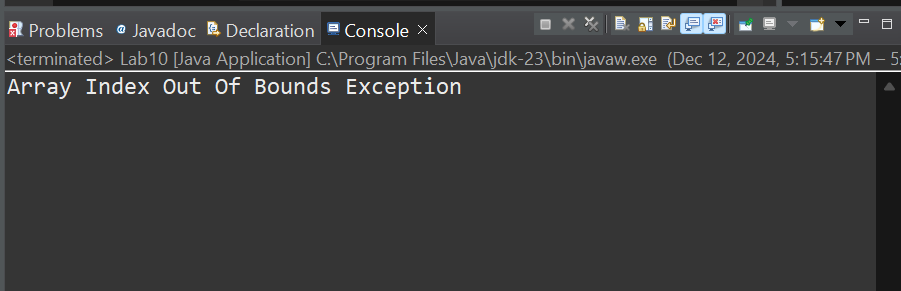 Problems @ Javadoc Declaration Console
<terminated> Lab10 [Java Application] C:\Program Files\Java\jdk-23\bin\javaw.exe (Dec 12, 2024, 5:15:47 PM – 5:
Array Index Out Of Bounds Exception